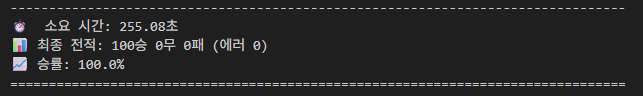 --------------------------------------------------------------------------------
⏱️ 소요 시간: 255.08초
📊 최종 전적: 100승 0무 0패 (에러 0)
📈 승률: 100.0%
================================================================================